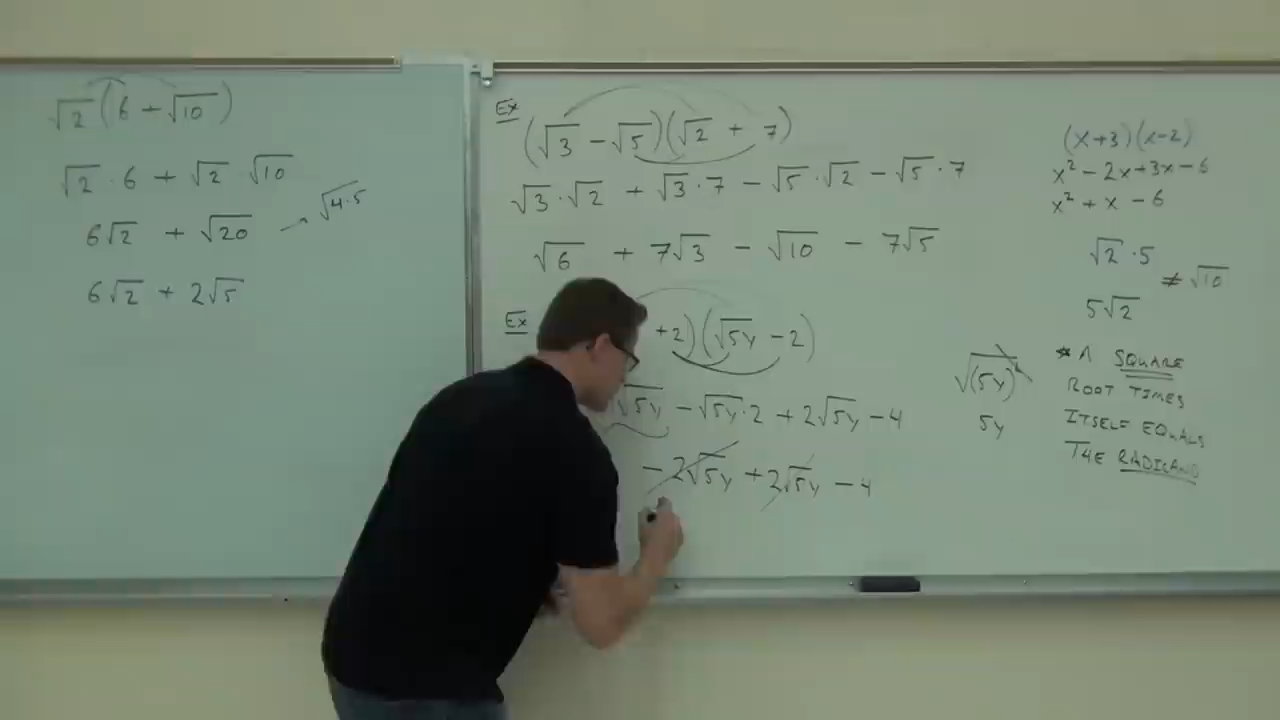 √2 (6 + √10)
√2 · 6 + √2 · √10
6√2 + √20 → √4·5
6√2 + 2√5
Ex
(√3 - √5)(√2 + 7)
√3 · √2 + √3 · 7 - √5 · √2 - √5 · 7
√6 + 7√3 - √10 - 7√5
Ex
+2)(√5y - 2)
√5y - √5y · 2 + 2√5y - 4
- 2√5y + 2√5y - 4
(x+3)(x-2)
x² - 2x + 3x - 6
x² + x - 6
√2 · 5
≠ √10
5√2
√(5y)²
5y
* A SQUARE
ROOT TIMES
ITSELF EQUALS
THE RADICAND